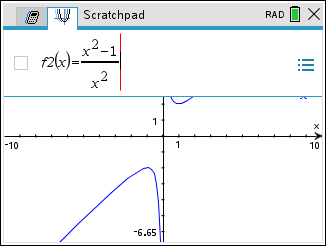 Scratchpad RAD
f2(x)=x²-1
x²
1
x
-10 1 10
-6.65